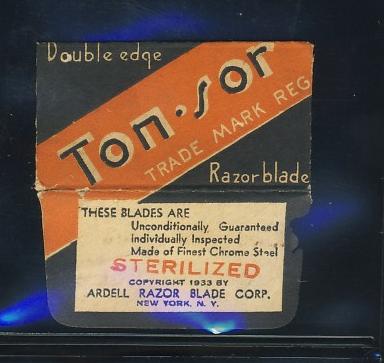 Double edge
Ton·sor
TRADE MARK REG
Razorblade
THESE BLADES ARE
Unconditionally Guaranteed
Individually Inspected
Made of Finest Chrome Steel
STERILIZED
COPYRIGHT 1933 BY
ARDELL RAZOR BLADE CORP.
NEW YORK, N. Y.